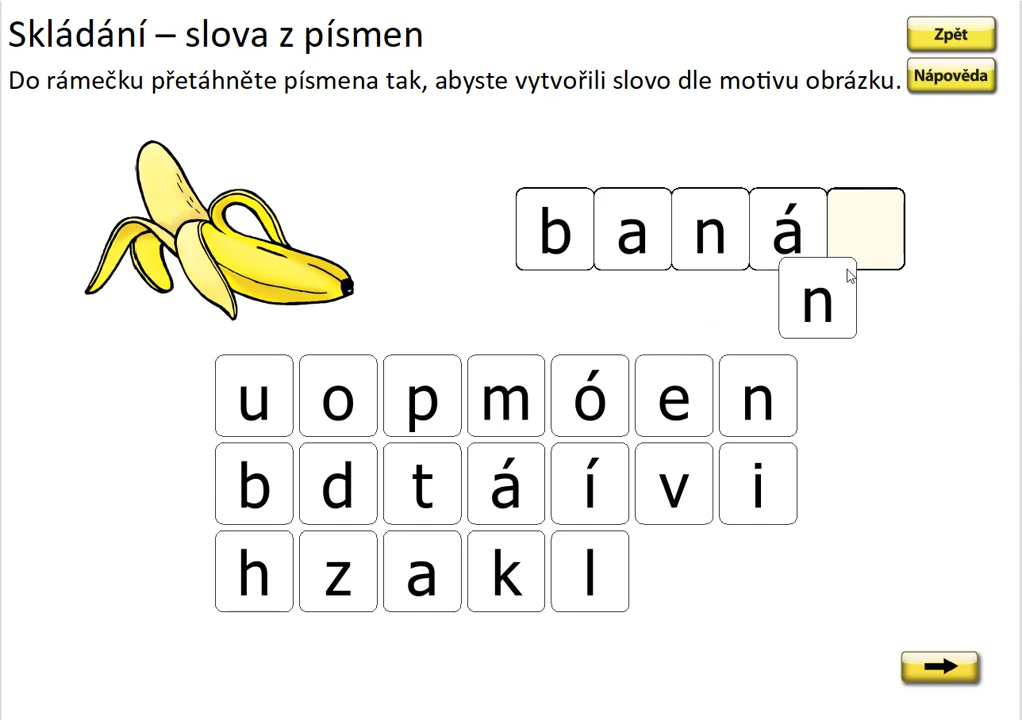 Skládání – slova z písmen
Zpět
Do rámečku přetáhněte písmena tak, abyste vytvořili slovo dle motivu obrázku.
Nápověda
b a n á
n
u o p m ó e n
b d t á í v i
h z a k l